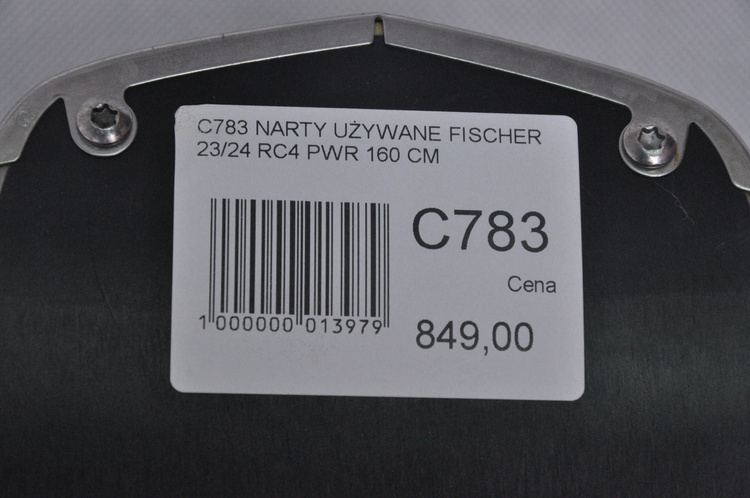 C783 NARTY UŻYWANE FISCHER
23/24 RC4 PWR 160 CM
C783
Cena
849,00
1 000000 013979